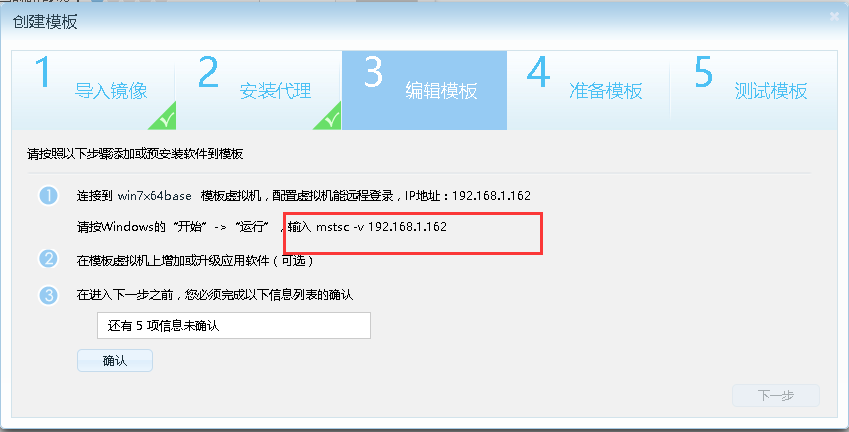 创建模板
1 导入镜像 2 安装代理 3 编辑模板 4 准备模板 5 测试模板
请按照以下步骤添加或预安装软件到模板
1 连接到 win7x64base 模板虚拟机，配置虚拟机能远程登录，IP地址：192.168.1.162
请按Windows的“开始”->“运行”，输入 mstsc -v 192.168.1.162
2 在模板虚拟机上增加或升级应用软件（可选）
3 在进入下一步之前，您必须完成以下信息列表的确认
还有 5 项信息未确认
确认
下一步